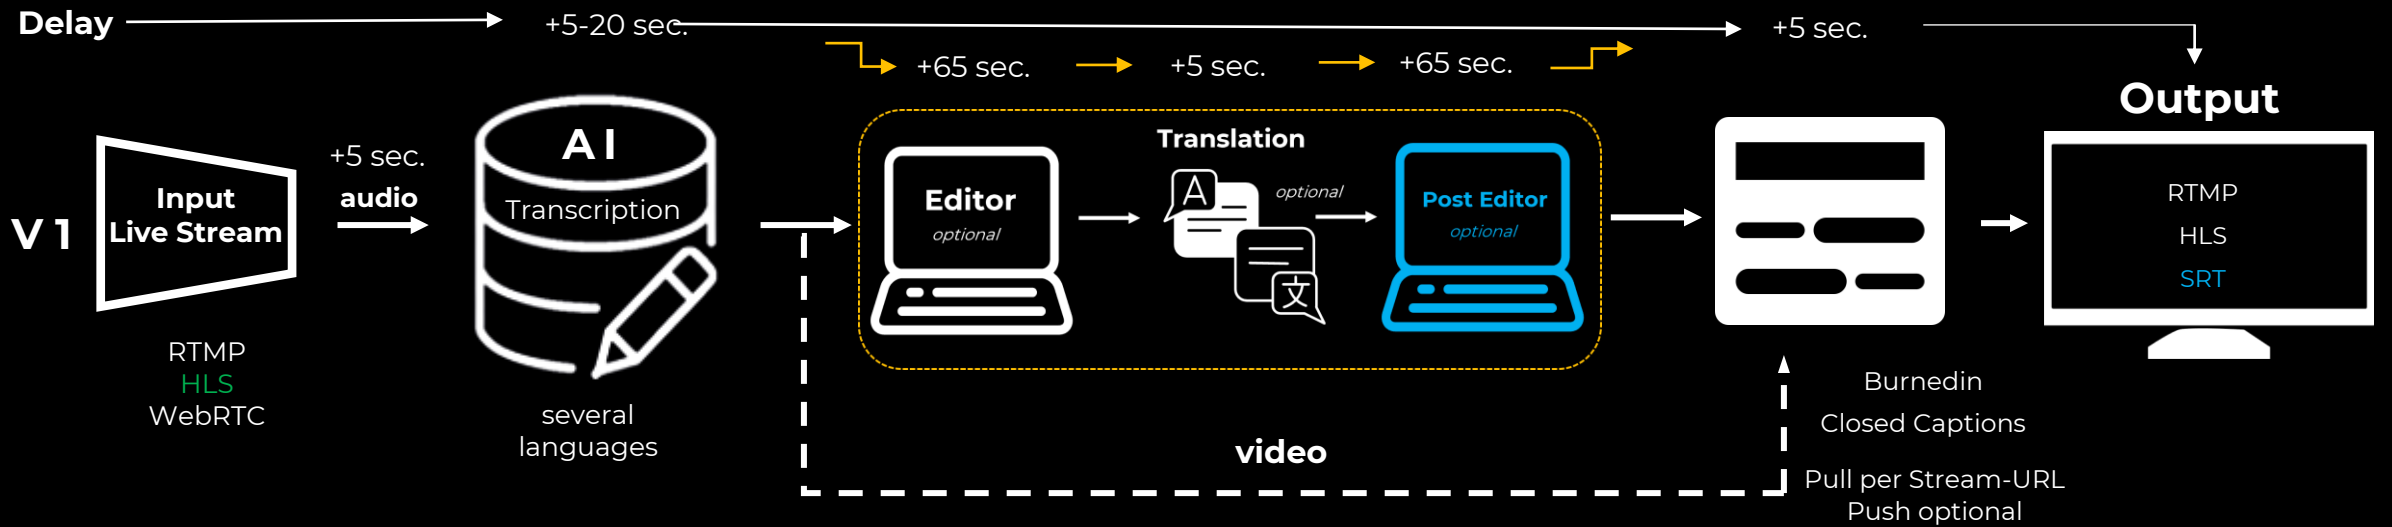 Delay
+5-20 sec.
+5 sec.
+65 sec.
+5 sec.
+65 sec.
Output
V 1
Input
Live Stream
+5 sec.
audio
AI
Transcription
Editor
optional
Translation
A
文
optional
Post Editor
optional
RTMP
HLS
SRT
RTMP
HLS
WebRTC
several
languages
video
Burnedin
Closed Captions
Pull per Stream-URL
Push optional